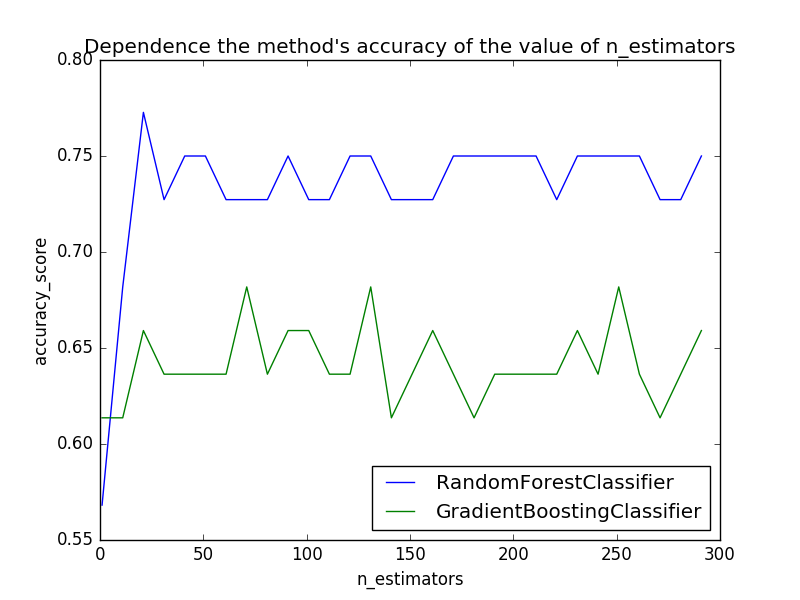 Dependence the method's accuracy of the value of n_estimators
0.80
0.75
0.70
0.65
0.60
0.55
accuracy_score
RandomForestClassifier
GradientBoostingClassifier
0 50 100 150 200 250 300
n_estimators